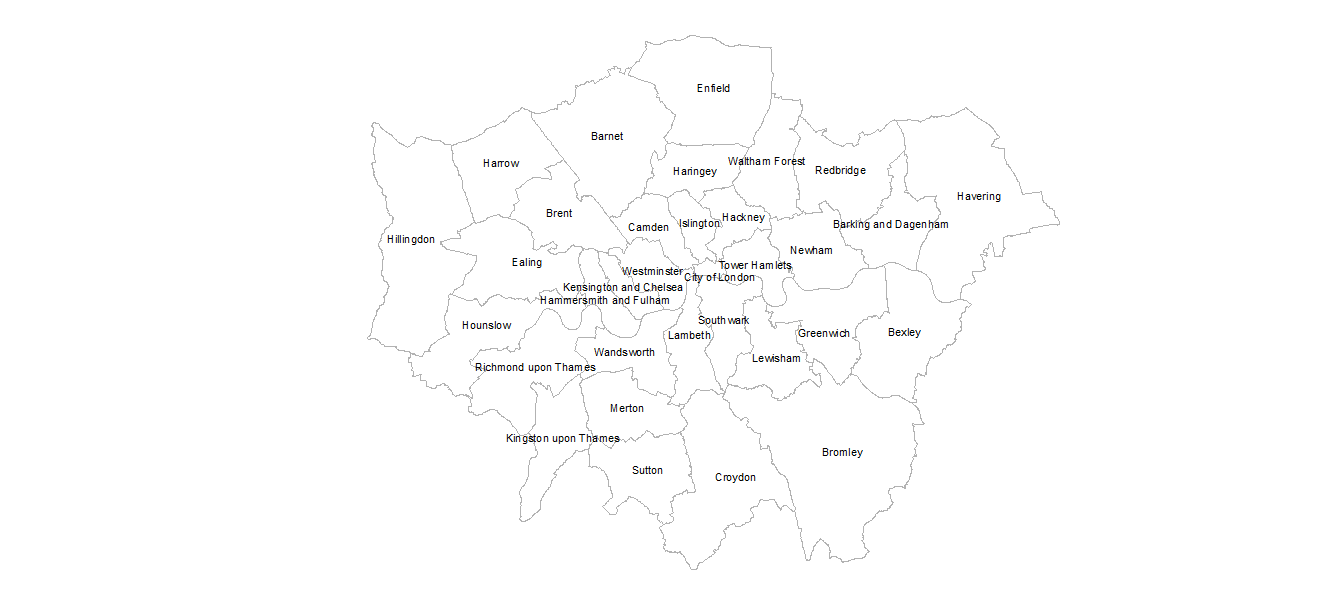 Enfield
Barnet
Harrow
Haringey
Waltham Forest
Redbridge
Havering
Brent
Camden
Islington
Hackney
Barking and Dagenham
Hillingdon
Ealing
Newham
Westminster
Tower Hamlets
City of London
Kensington and Chelsea
Hammersmith and Fulham
Hounslow
Southwark
Lambeth
Greenwich
Bexley
Wandsworth
Lewisham
Richmond upon Thames
Merton
Kingston upon Thames
Bromley
Sutton
Croydon